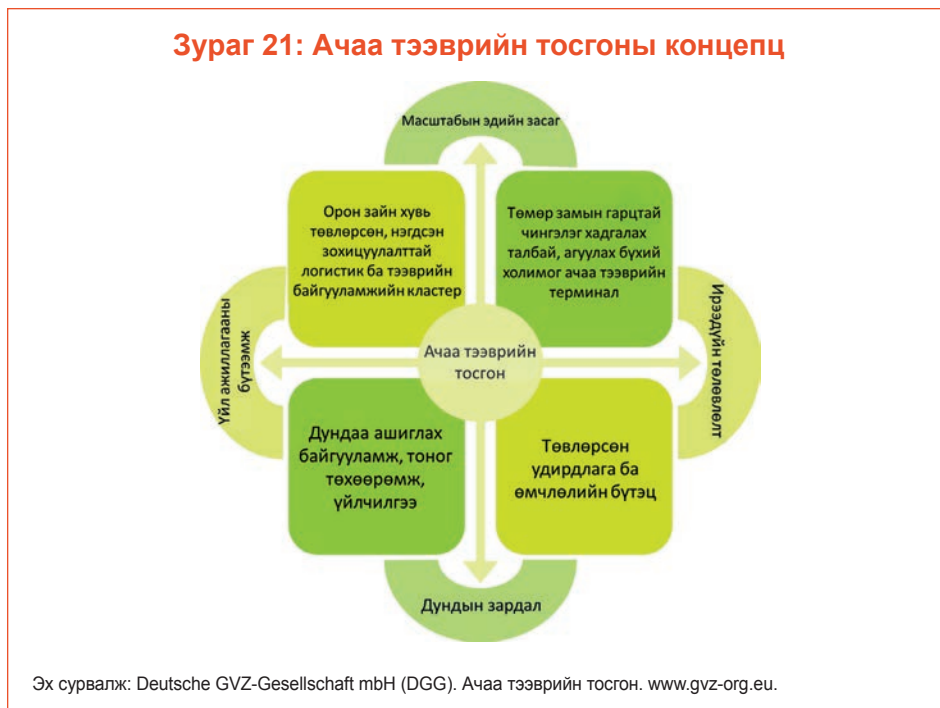 Зураг 21: Ачаа тээврийн тосгоны концепц
Масштабын эдийн засаг
Орон зайн хувь
төвлөрсөн, нэгдсэн
зохицуулалттай
логистик ба тээврийн
байгууламжийн кластер
Төмөр замын гарцтай
чингэлэг хадгалах
талбай, агуулах бүхий
холимог ачаа тээврийн
терминал
Үйл ажиллагааны
бүтээмж
Ачаа тээврийн
тосгон
Ирээдүйн төлөвлөлт
Дундаа ашиглах
байгууламж, тоног
төхөөрөмж,
үйлчилгээ
Төвлөрсөн
удирдлага ба
өмчлөлийн бүтэц
Дундын зардал
Эх сурвалж: Deutsche GVZ-Gesellschaft mbH (DGG). Ачаа тээврийн тосгон. www.gvz-org.eu.